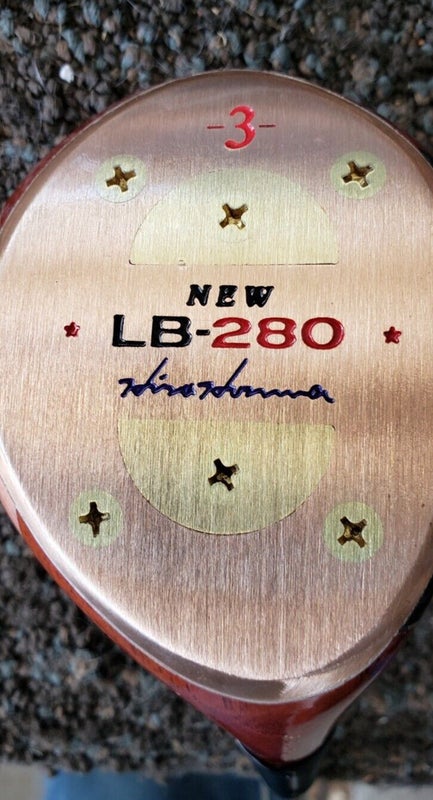 -3-
NEW
LB-280
Hiro Honma